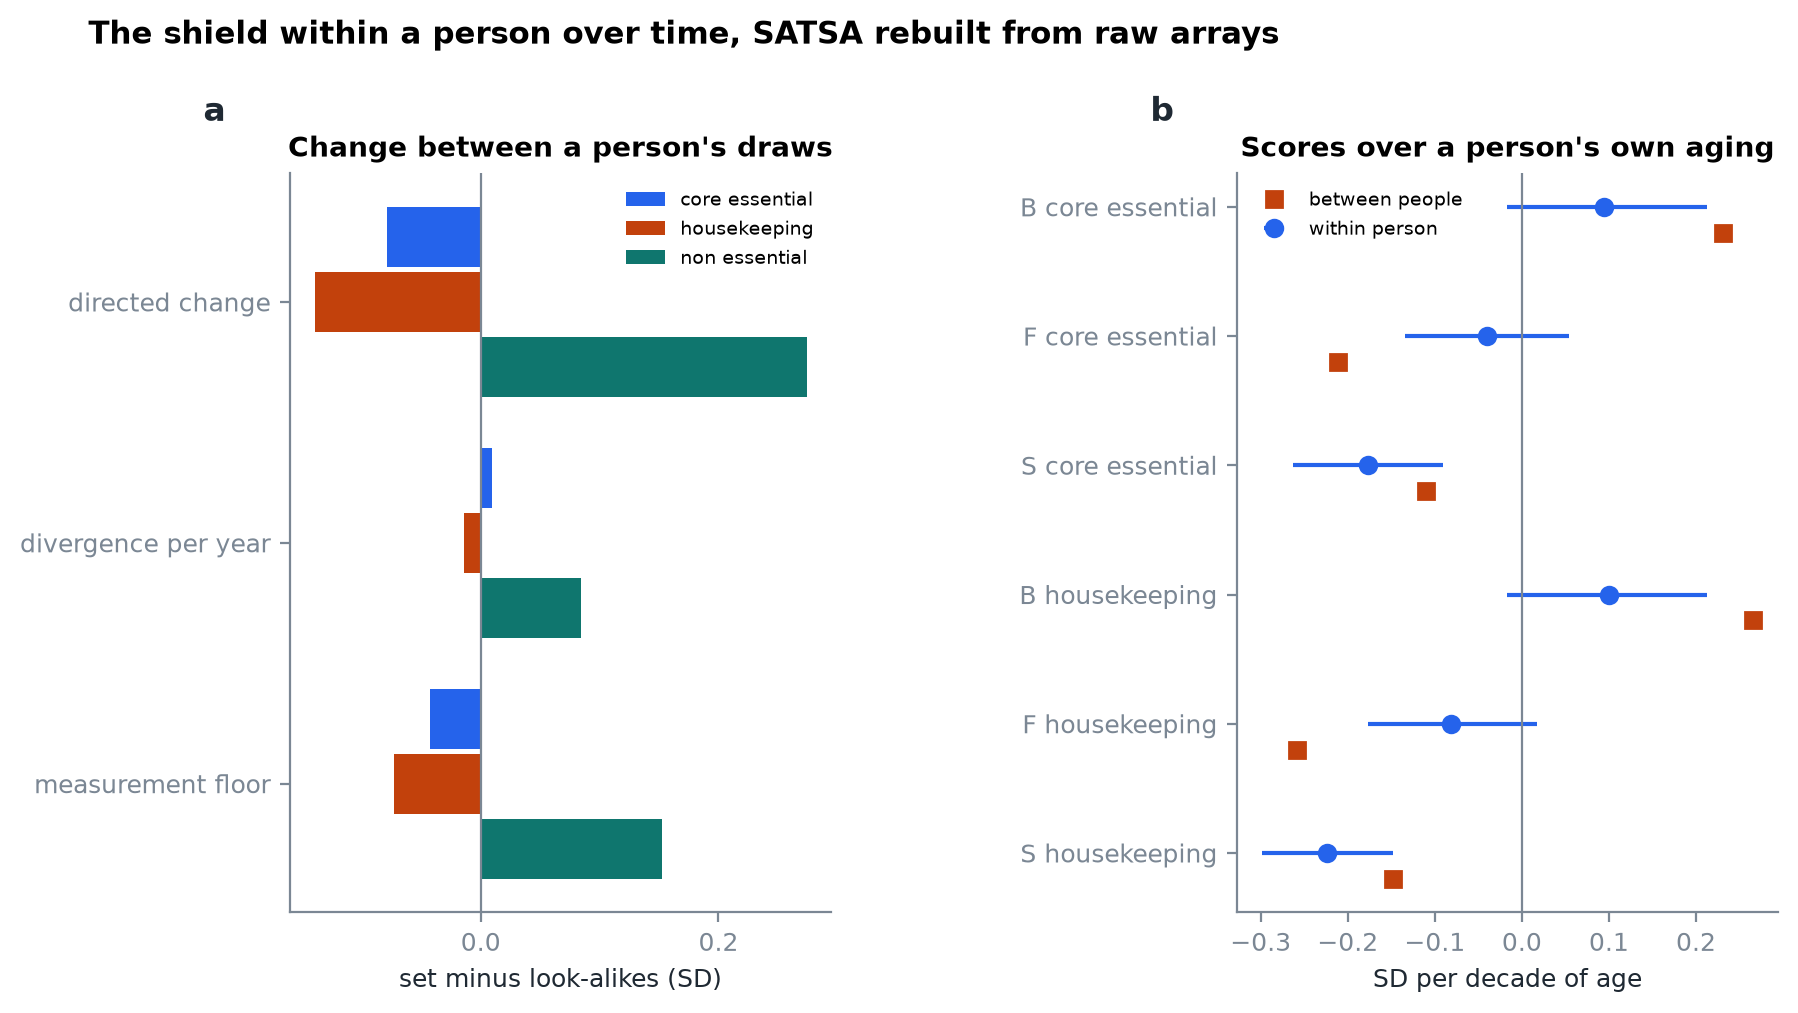 The shield within a person over time, SATSA rebuilt from raw arrays
a
Change between a person's draws
core essential
housekeeping
non essential
directed change
divergence per year
measurement floor
0.0
0.2
set minus look-alikes (SD)
b
Scores over a person's own aging
between people
within person
B core essential
F core essential
S core essential
B housekeeping
F housekeeping
S housekeeping
−0.3
−0.2
−0.1
0.0
0.1
0.2
SD per decade of age